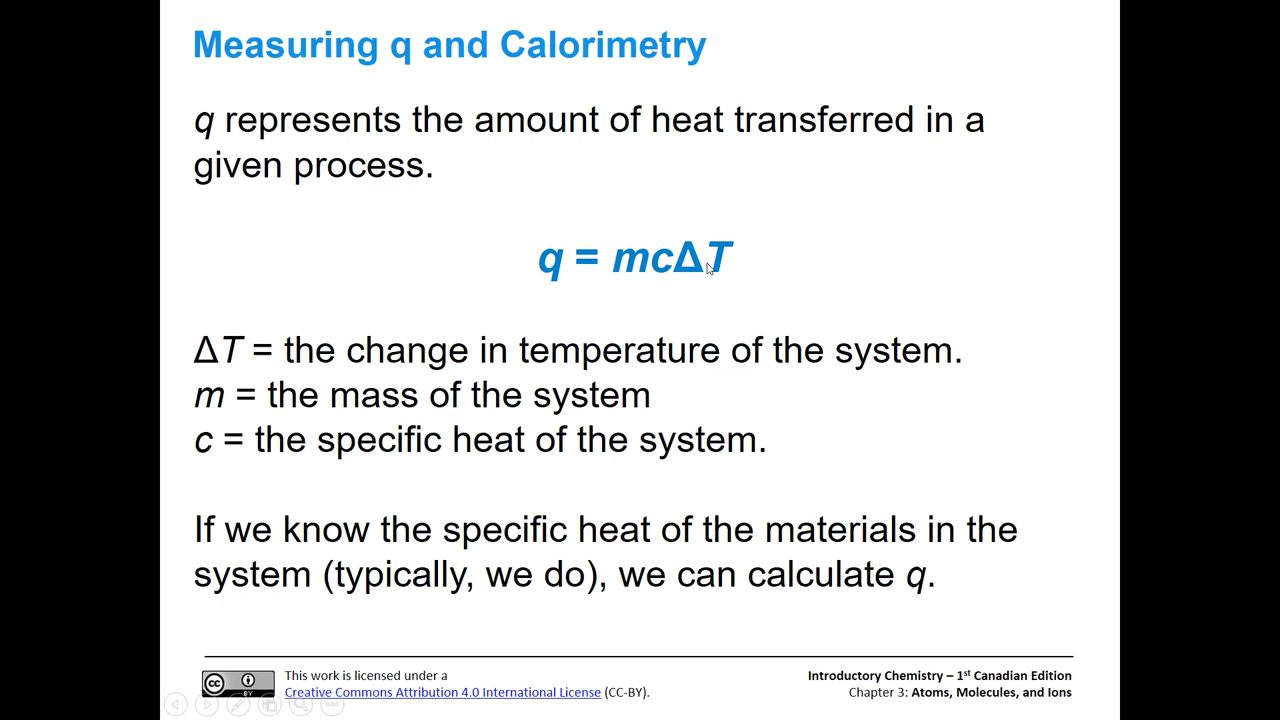 Measuring q and Calorimetry
q represents the amount of heat transferred in a
given process.
q = mcΔT
ΔT = the change in temperature of the system.
m = the mass of the system
c = the specific heat of the system.
If we know the specific heat of the materials in the
system (typically, we do), we can calculate q.
cc BY
This work is licensed under a
Creative Commons Attribution 4.0 International License (CC-BY).
Introductory Chemistry – 1st Canadian Edition
Chapter 3: Atoms, Molecules, and Ions